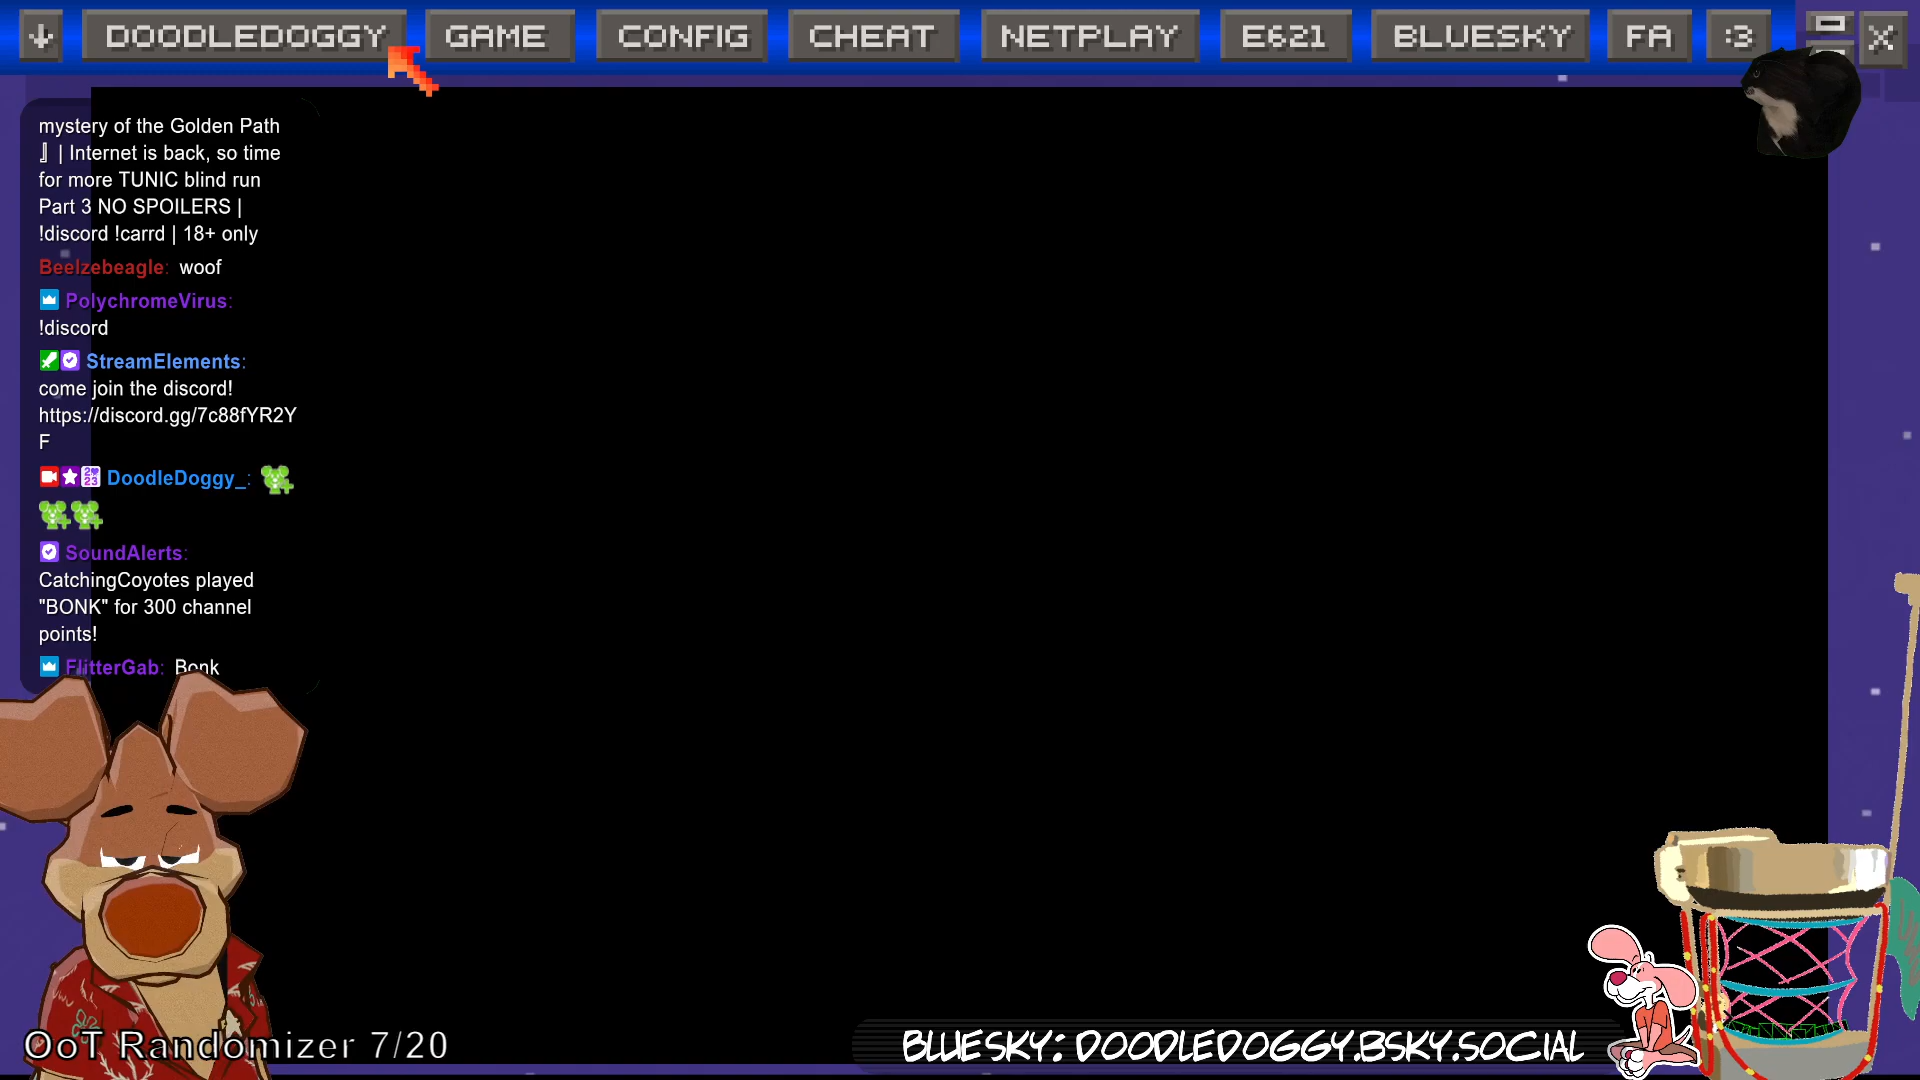 DOODLEDOGGY GAME CONFIG CHEAT NETPLAY E621 BLUESKY FA :3 X
mystery of the Golden Path
』 | Internet is back, so time
for more TUNIC blind run
Part 3 NO SPOILERS |
!discord !carrd | 18+ only
Beelzebeagle: woof
PolychromeVirus:
!discord
StreamElements:
come join the discord!
https://discord.gg/7c88fYR2Y
F
2023 DoodleDoggy_:
SoundAlerts:
CatchingCoyotes played
"BONK" for 300 channel
points!
FlitterGab: Bonk
OoT Randomizer 7/20
BLUESKY: DOODLEDOGGY.BSKY.SOCIAL